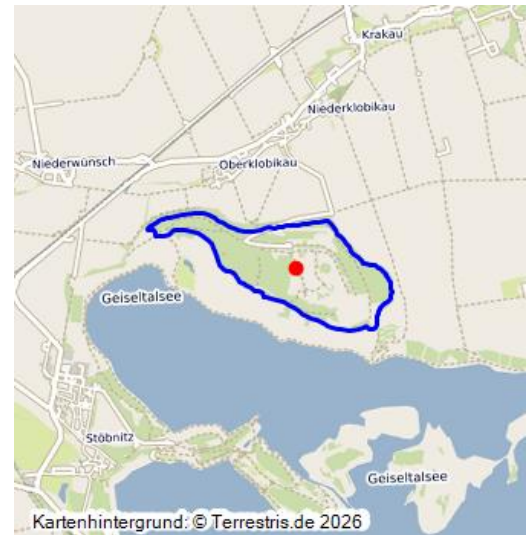 Krakau
Niederklobikau
Niederwünsch
Oberklobikau
Geiseltalsee
Stöbnitz
Geiseltalsee
Kartenhintergrund: © Terrestris.de 2026